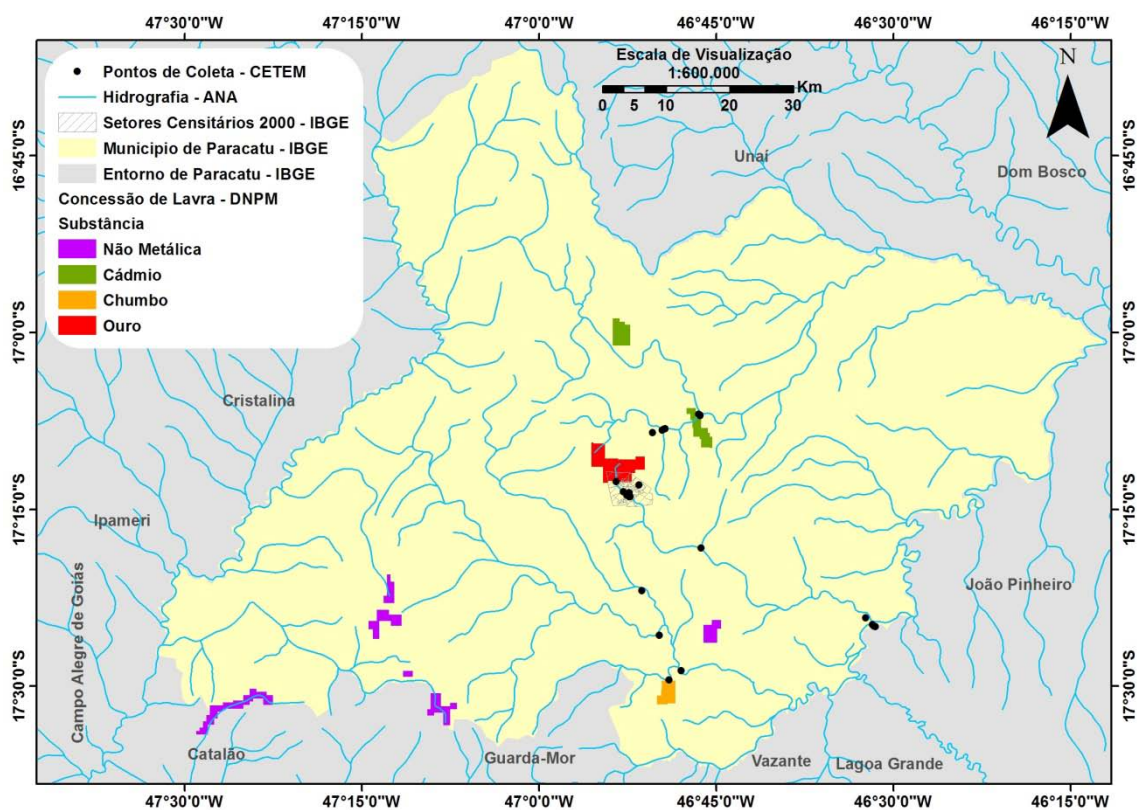 47°30'0"W 47°15'0"W 47°0'0"W 46°45'0"W 46°30'0"W 46°15'0"W
Pontos de Coleta - CETEM
Hidrografia - ANA
Setores Censitários 2000 - IBGE
Municipio de Paracatu - IBGE
Entorno de Paracatu - IBGE
Concessão de Lavra - DNPM
Substância
Não Metálica
Cádmio
Chumbo
Ouro
Escala de Visualização
1:600.000
Km
0 5 10 20 30
N
16°45'0"S 16°45'0"S
Unaí
Dom Bosco
17°0'0"S 17°0'0"S
Cristalina
17°15'0"S 17°15'0"S
Ipameri
João Pinheiro
Campo Alegre de Goias
17°30'0"S 17°30'0"S
Catalão
Guarda-Mor
Vazante
Lagoa Grande
47°30'0"W 47°15'0"W 47°0'0"W 46°45'0"W 46°30'0"W 46°15'0"W